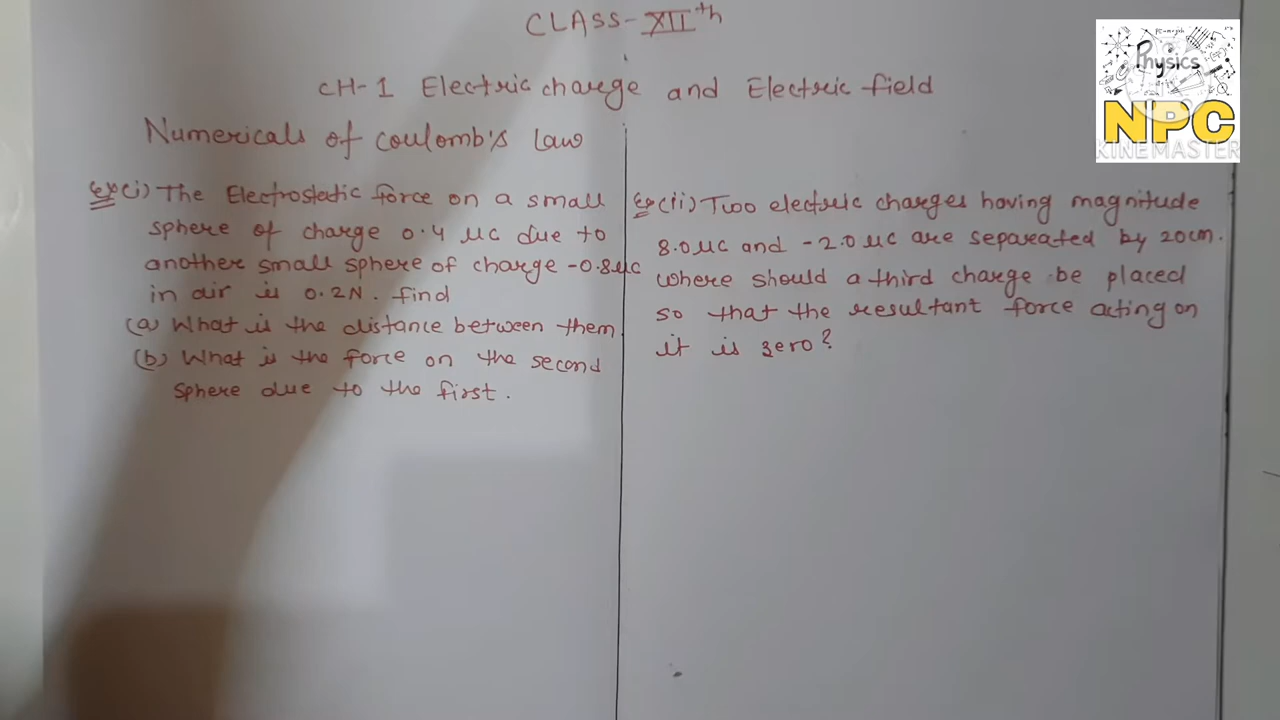 CLASS-XIIth
CH-1 Electric charge and Electric field
Numericals of Coulomb's Law
Ex(i) The Electrostatic force on a small
sphere of charge 0.4 μc due to
another small sphere of charge -0.8μc
in air is 0.2N. find
(a) What is the distance between them
(b) What is the force on the second
sphere due to the first.
Ex(ii) Two electric charges having magnitude
8.0μc and -2.0μc are separated by 20cm.
where should a third charge be placed
so that the resultant force acting on
it is zero?
Physics
NPC
KINEMASTER